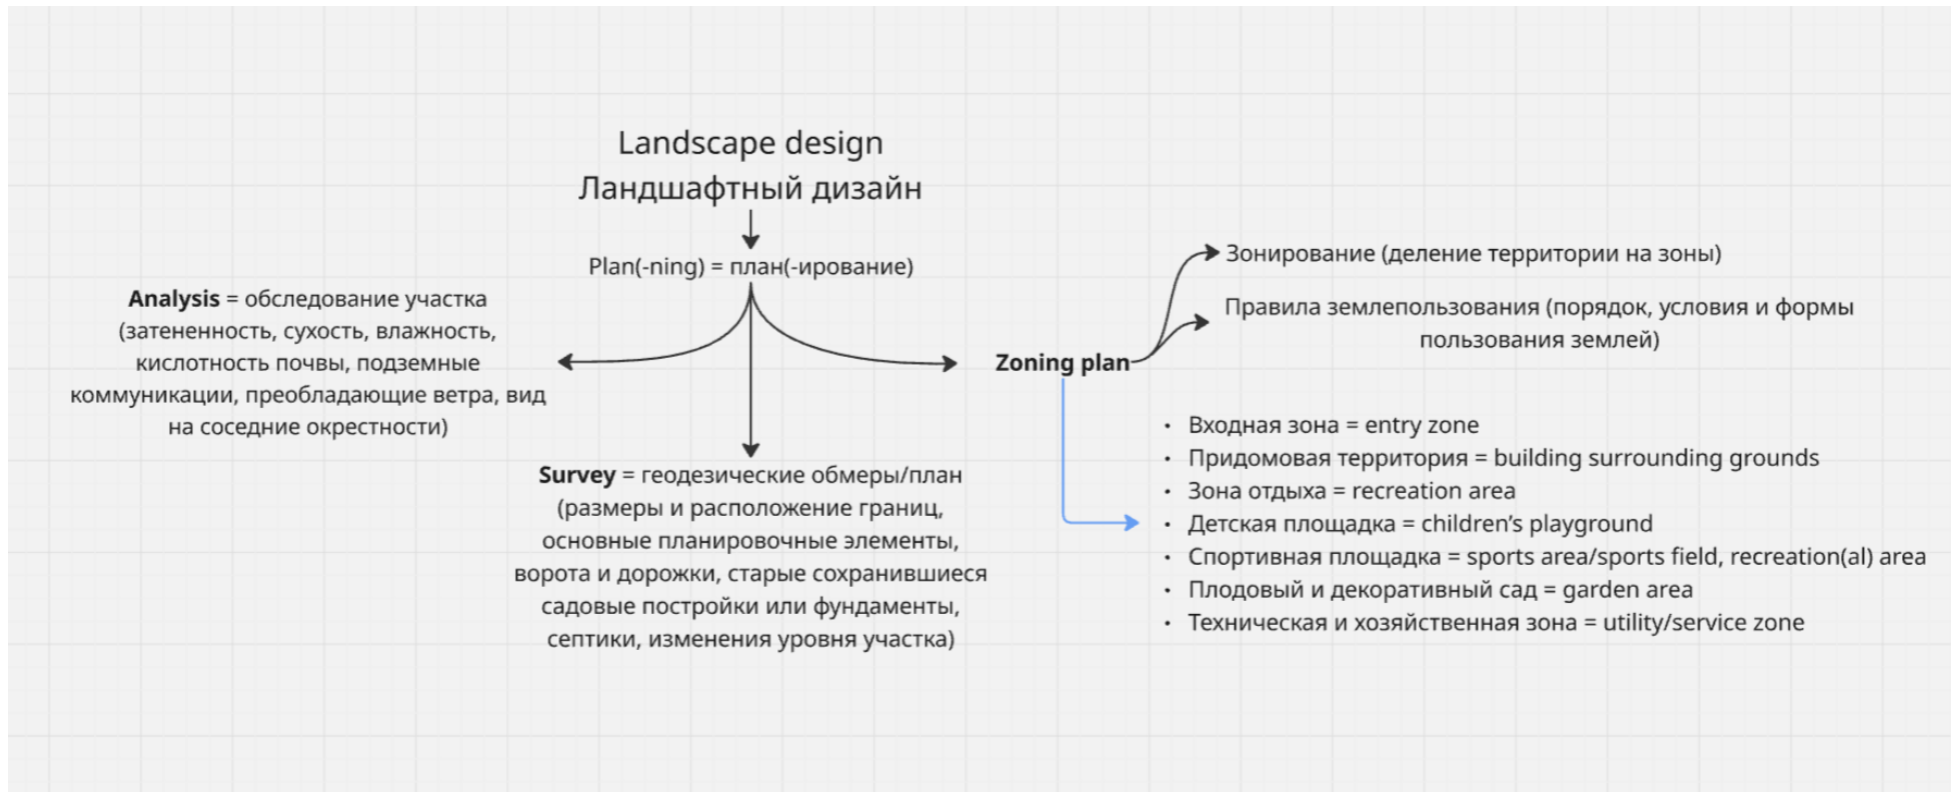 Landscape design
Ландшафтный дизайн
Plan(-ning) = план(-ирование)
Analysis = обследование участка
(затененность, сухость, влажность,
кислотность почвы, подземные
коммуникации, преобладающие ветра, вид
на соседние окрестности)
Survey = геодезические обмеры/план
(размеры и расположение границ,
основные планировочные элементы,
ворота и дорожки, старые сохранившиеся
садовые постройки или фундаменты,
септики, изменения уровня участка)
Zoning plan
Зонирование (деление территории на зоны)
Правила землепользования (порядок, условия и формы
пользования землей)
• Входная зона = entry zone
• Придомовая территория = building surrounding grounds
• Зона отдыха = recreation area
• Детская площадка = children’s playground
• Спортивная площадка = sports area/sports field, recreation(al) area
• Плодовый и декоративный сад = garden area
• Техническая и хозяйственная зона = utility/service zone